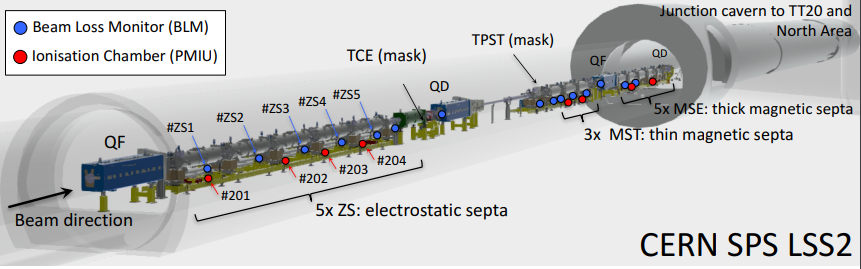 Beam Loss Monitor (BLM)
Ionisation Chamber (PMIU)
Junction cavern to TT20 and
North Area
TPST (mask)
TCE (mask)
QF
QD
QD
#ZS5
#ZS4
#ZS3
#ZS2
#ZS1
QF
5x MSE: thick magnetic septa
3x MST: thin magnetic septa
#204
#203
#202
#201
Beam direction
5x ZS: electrostatic septa
CERN SPS LSS2